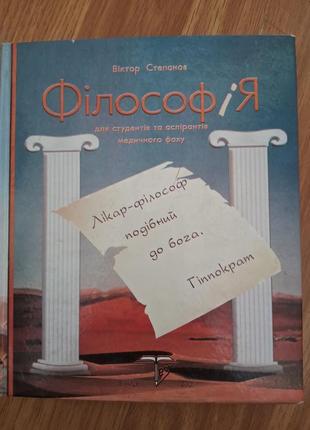 Віктор Степанов
ФілософіЯ
для студентів та аспірантів
медичного фаху
Лікар-філософ
подібний
до бога.
Гіппократ